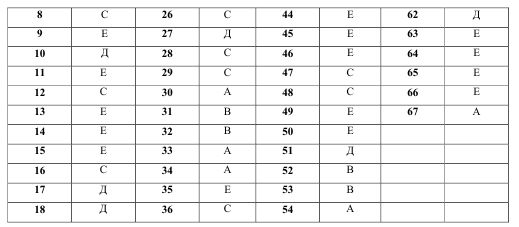 8 С 26 С 44 Е 62 Д
9 Е 27 Д 45 Е 63 Е
10 Д 28 С 46 Е 64 Е
11 Е 29 С 47 С 65 Е
12 С 30 А 48 С 66 Е
13 Е 31 В 49 Е 67 А
14 Е 32 В 50 Е
15 Е 33 А 51 Д
16 С 34 А 52 В
17 Д 35 Е 53 В
18 Д 36 С 54 А